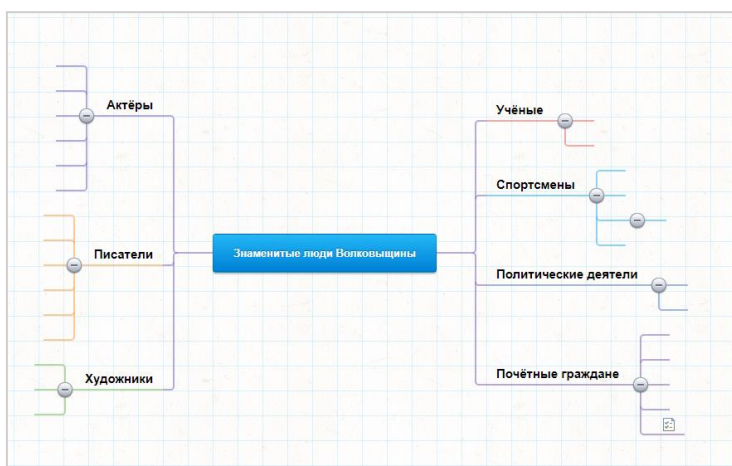 Знаменитые люди Волковыщины
Актёры
Писатели
Художники
Учёные
Спортсмены
Политические деятели
Почётные граждане